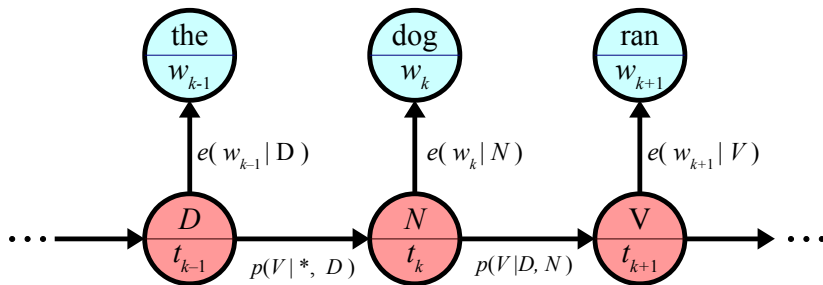 the dog ran
w_{k-1} w_k w_{k+1}
e( w_{k–1} | D ) e( w_k | N ) e( w_{k+1} | V )
D N V
... t_{k–1} t_k t_{k+1} ...
p(V | *, D) p(V|D, N)